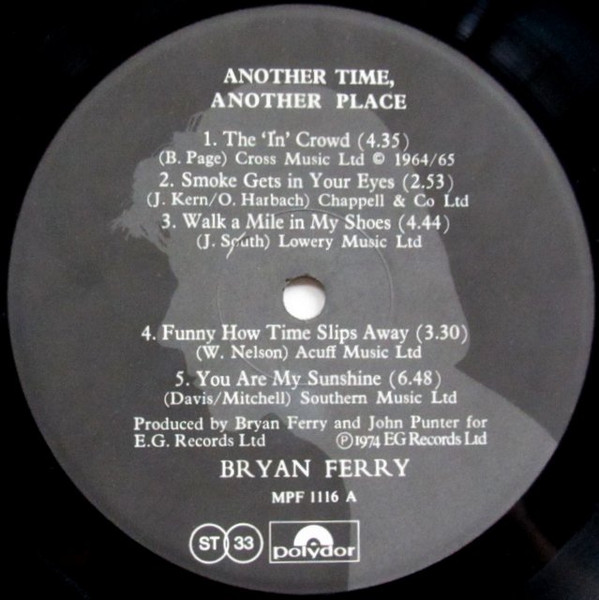 ANOTHER TIME,
ANOTHER PLACE
1. The 'In' Crowd (4.35)
(B. Page) Cross Music Ltd © 1964/65
2. Smoke Gets in Your Eyes (2.53)
(J. Kern/O. Harbach) Chappell & Co Ltd
3. Walk a Mile in My Shoes (4.44)
(J. South) Lowery Music Ltd
4. Funny How Time Slips Away (3.30)
(W. Nelson) Acuff Music Ltd
5. You Are My Sunshine (6.48)
(Davis/Mitchell) Southern Music Ltd
Produced by Bryan Ferry and John Punter for
E.G. Records Ltd ℗1974 EG Records Ltd
BRYAN FERRY
MPF 1116 A
ST 33 polydor